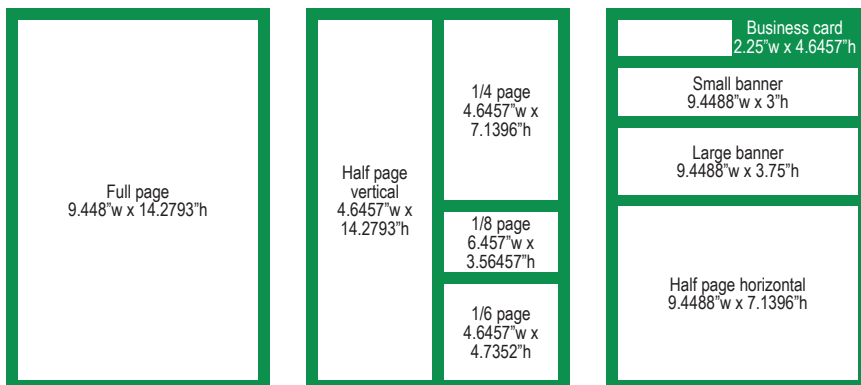 Full page
9.448”w x 14.2793”h
Half page
vertical
4.6457”w x
14.2793”h
1/4 page
4.6457”w x
7.1396”h
1/8 page
6.457”w x
3.56457”h
1/6 page
4.6457”w x
4.7352”h
Business card
2.25”w x 4.6457”h
Small banner
9.4488”w x 3”h
Large banner
9.4488”w x 3.75”h
Half page horizontal
9.4488”w x 7.1396”h